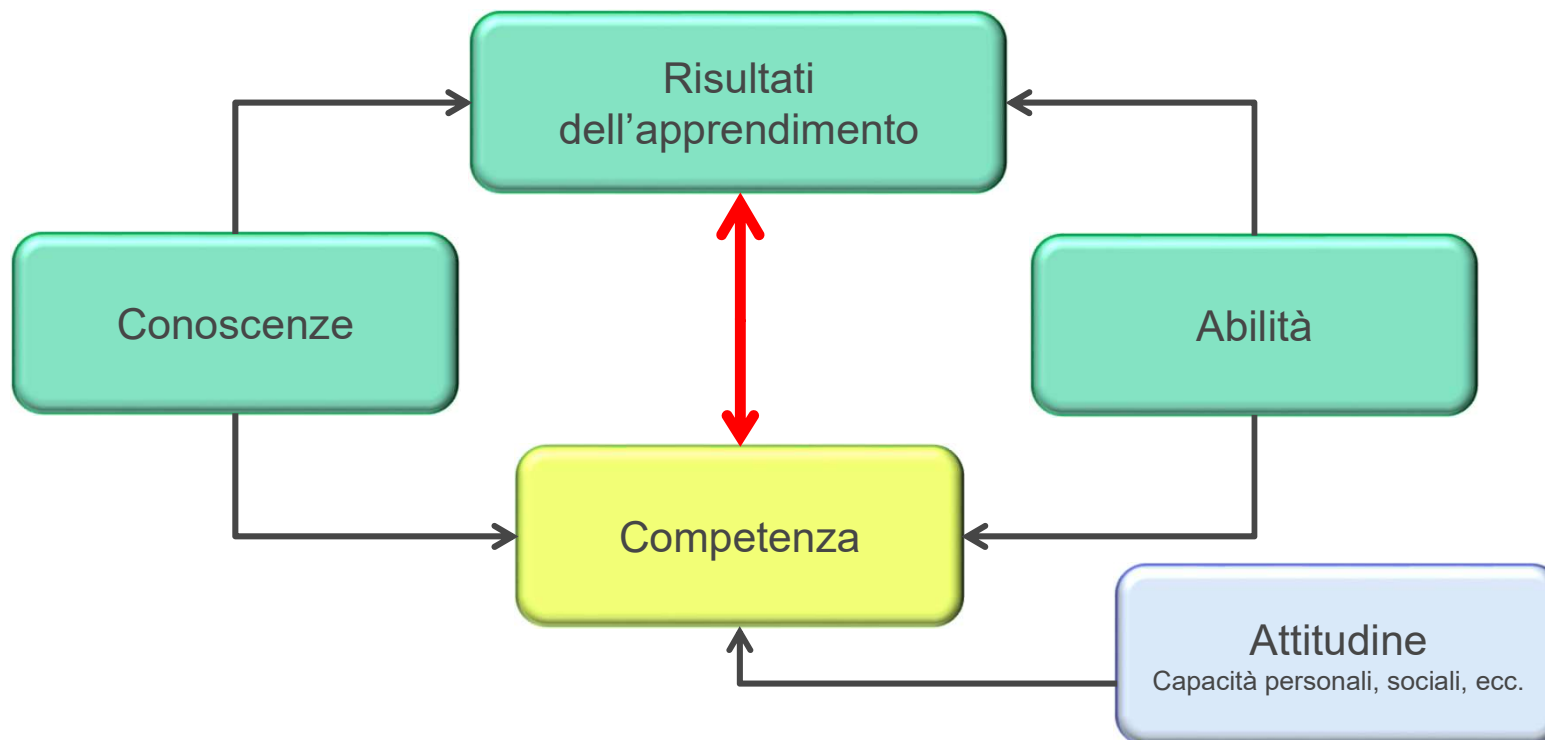 Risultati
dell’apprendimento
Conoscenze
Abilità
Competenza
Attitudine
Capacità personali, sociali, ecc.